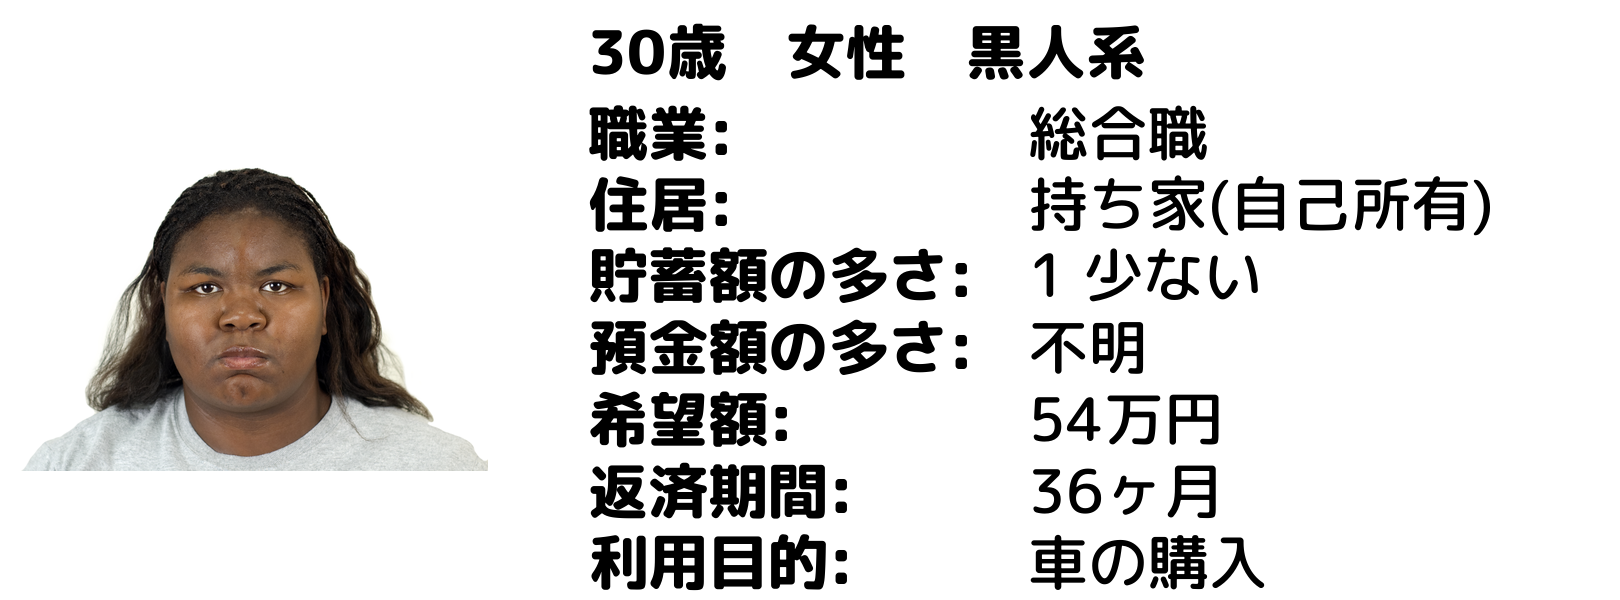 30歳　女性　黒人系
職業: 総合職
住居: 持ち家(自己所有)
貯蓄額の多さ: 1 少ない
預金額の多さ: 不明
希望額: 54万円
返済期間: 36ヶ月
利用目的: 車の購入